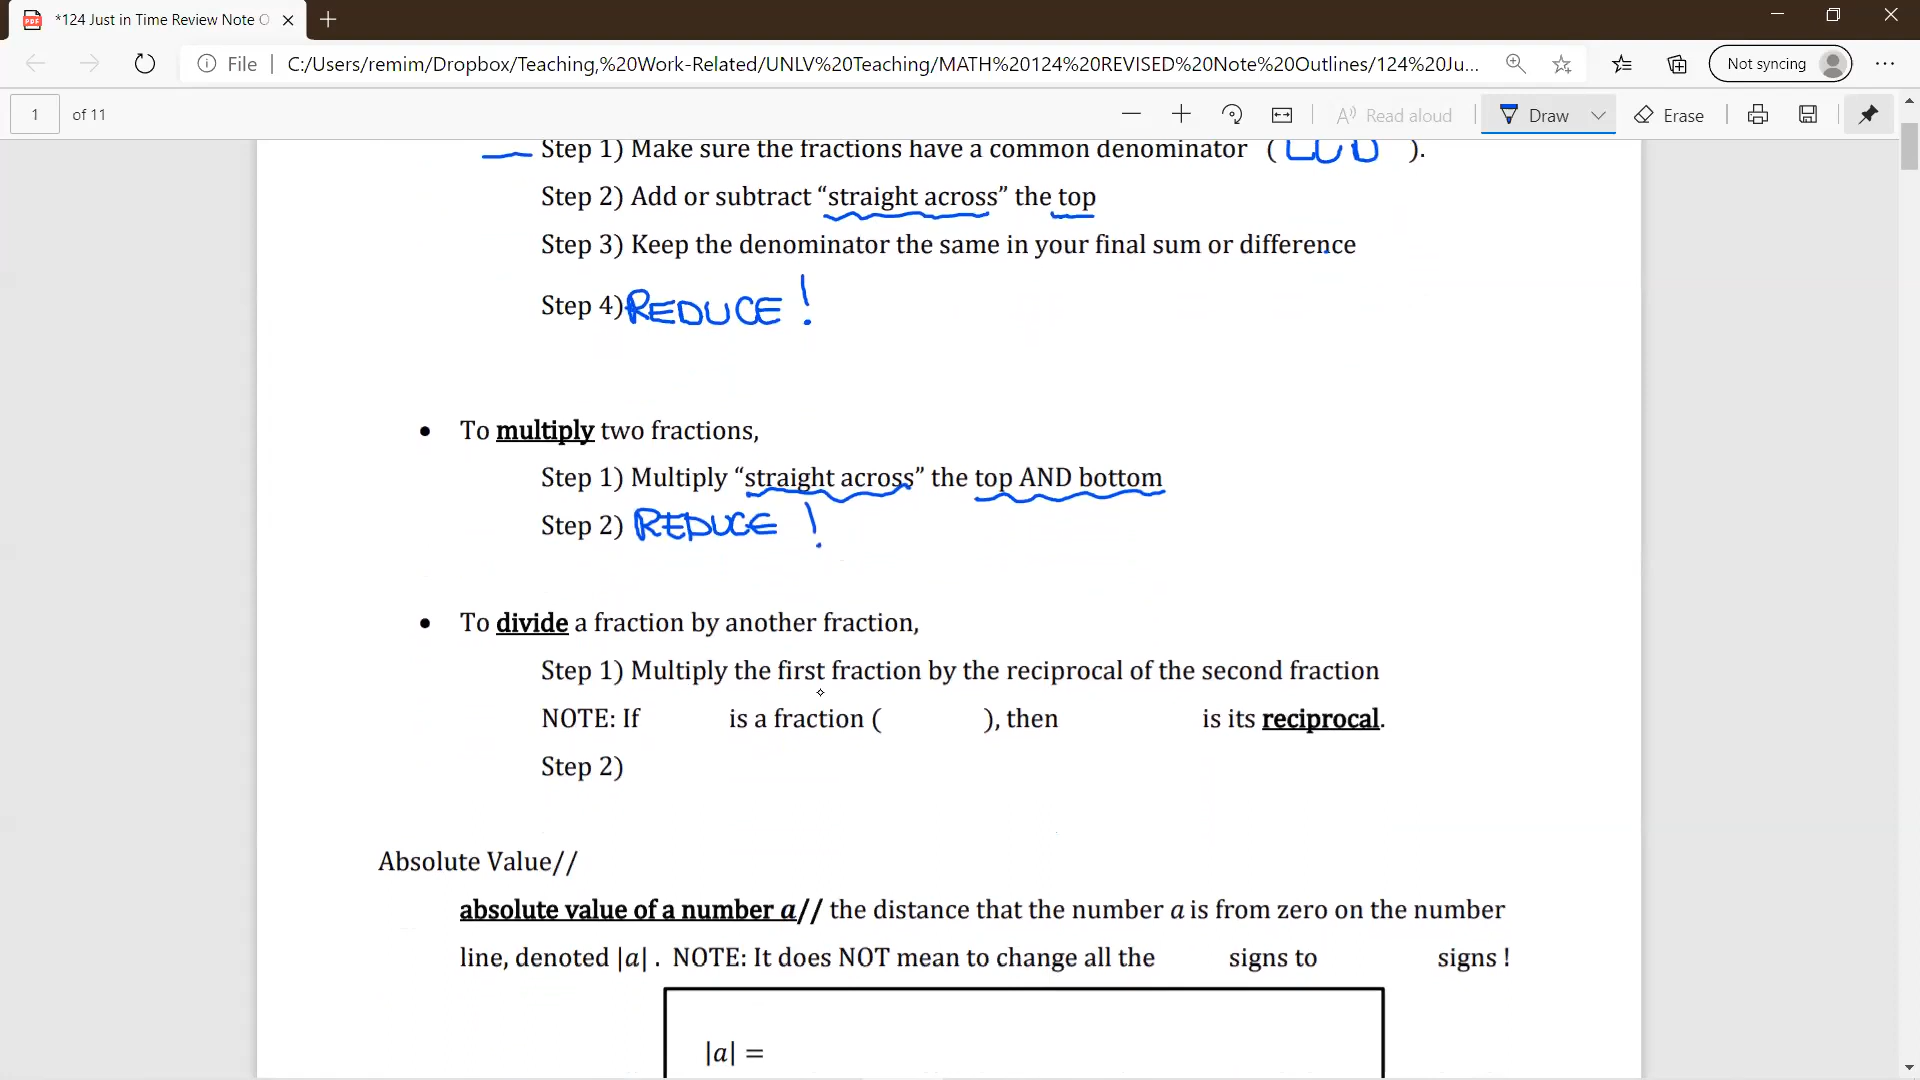 *124 Just in Time Review Note O
File
C:/Users/remim/Dropbox/Teaching,%20Work-Related/UNLV%20Teaching/MATH%20124%20REVISED%20Note%20Outlines/124%20Ju...
Not syncing
1 of 11
Read aloud
Draw
Erase
Step 1) Make sure the fractions have a common denominator ( LCD ).
Step 2) Add or subtract “straight across” the top
Step 3) Keep the denominator the same in your final sum or difference
Step 4) REDUCE !
• To multiply two fractions,
Step 1) Multiply “straight across” the top AND bottom
Step 2) REDUCE !
• To divide a fraction by another fraction,
Step 1) Multiply the first fraction by the reciprocal of the second fraction
NOTE: If is a fraction ( ), then is its reciprocal.
Step 2)
Absolute Value//
absolute value of a number a// the distance that the number a is from zero on the number
line, denoted |a| . NOTE: It does NOT mean to change all the signs to signs !
|a| =